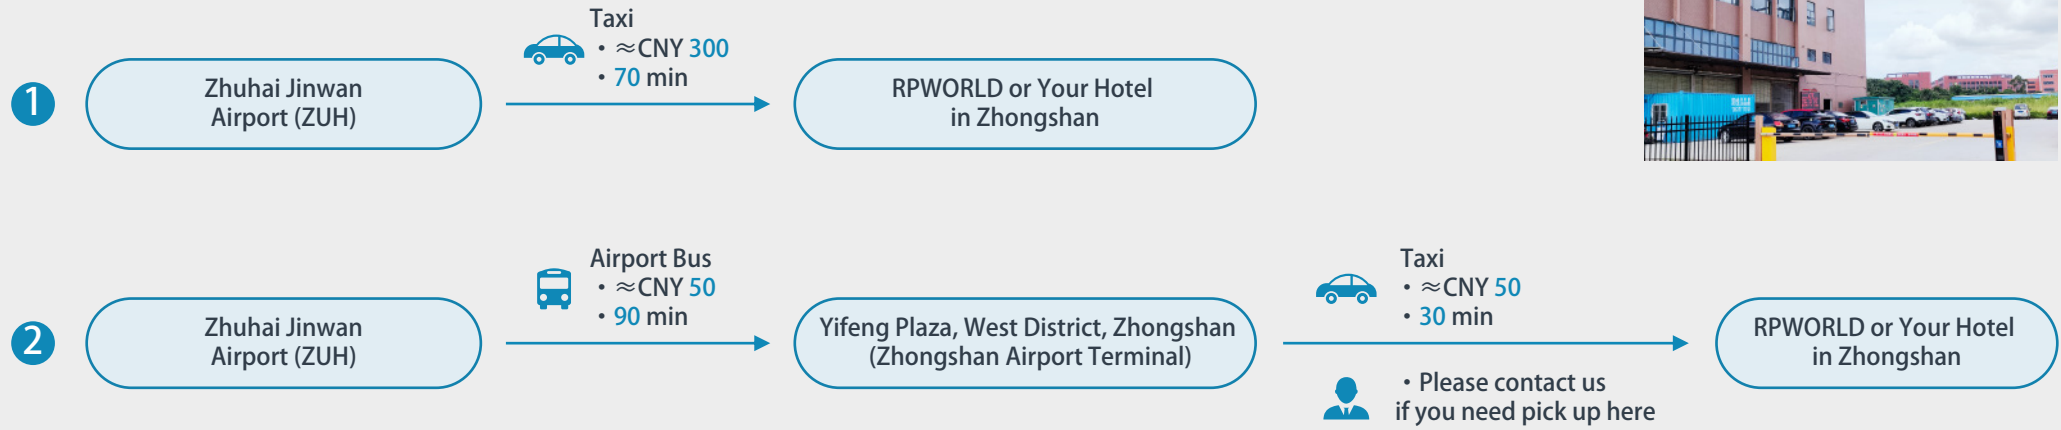 1
Zhuhai Jinwan
Airport (ZUH)
Taxi
・≈CNY 300
・70 min
RPWORLD or Your Hotel
in Zhongshan
2
Zhuhai Jinwan
Airport (ZUH)
Airport Bus
・≈CNY 50
・90 min
Yifeng Plaza, West District, Zhongshan
(Zhongshan Airport Terminal)
Taxi
・≈CNY 50
・30 min
・Please contact us
if you need pick up here
RPWORLD or Your Hotel
in Zhongshan